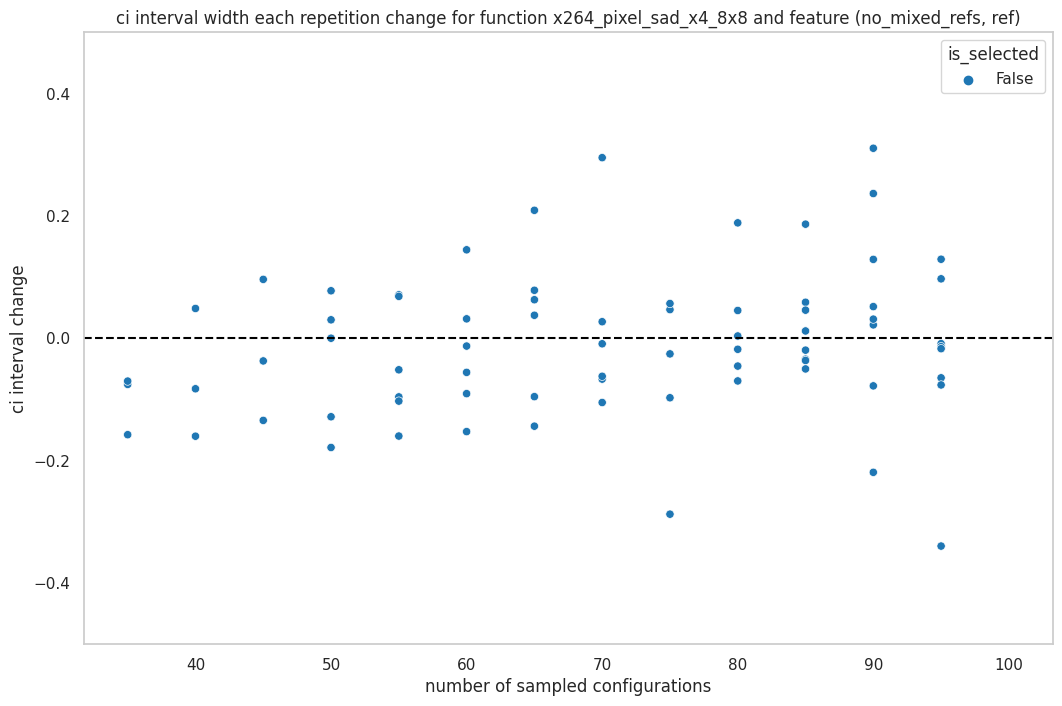 ci interval width each repetition change for function x264_pixel_sad_x4_8x8 and feature (no_mixed_refs, ref)
is_selected
False
ci interval change
0.4
0.2
0.0
−0.2
−0.4
40 50 60 70 80 90 100
number of sampled configurations